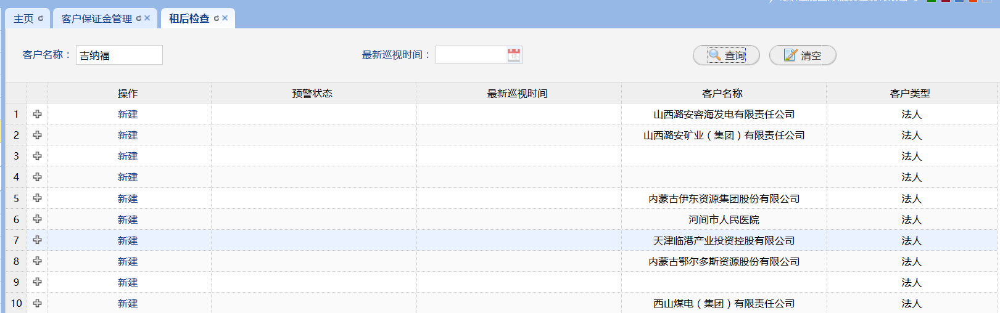 主页 客户保证金管理 租后检查
客户名称： 吉纳福 最新巡视时间： 查询 清空
操作 预警状态 最新巡视时间 客户名称 客户类型
1 新建 山西潞安容海发电有限责任公司 法人
2 新建 山西潞安矿业（集团）有限责任公司 法人
3 新建 法人
4 新建 法人
5 新建 内蒙古伊东资源集团股份有限公司 法人
6 新建 河间市人民医院 法人
7 新建 天津临港产业投资控股有限公司 法人
8 新建 内蒙古鄂尔多斯资源股份有限公司 法人
9 新建 法人
10 新建 西山煤电（集团）有限责任公司 法人